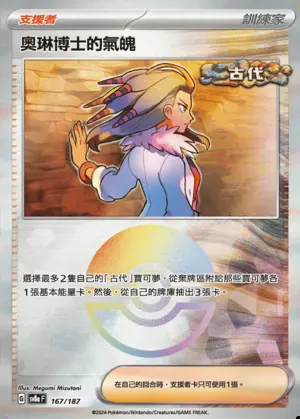 支援者
訓練家
奧琳博士的氣魄
古代
選擇最多2隻自己的「古代」寶可夢,從棄牌區附給那些寶可夢各
1張基本能量卡。然後,從自己的牌庫抽出3張卡。
Illus. Megumi Mizutani
G SV8a F 167/187
在自己的回合時,支援者卡只可使用1張。
©2024 Pokémon/Nintendo/Creatures/GAME FREAK.